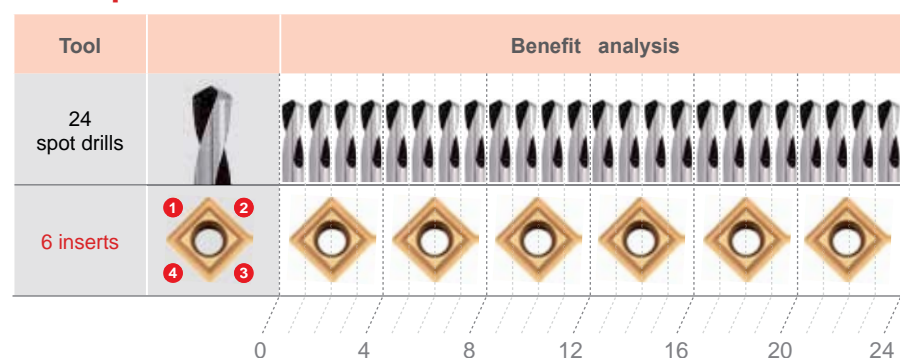 Tool
Benefit analysis
24
spot drills
1 2
6 inserts
4 3
0 4 8 12 16 20 24